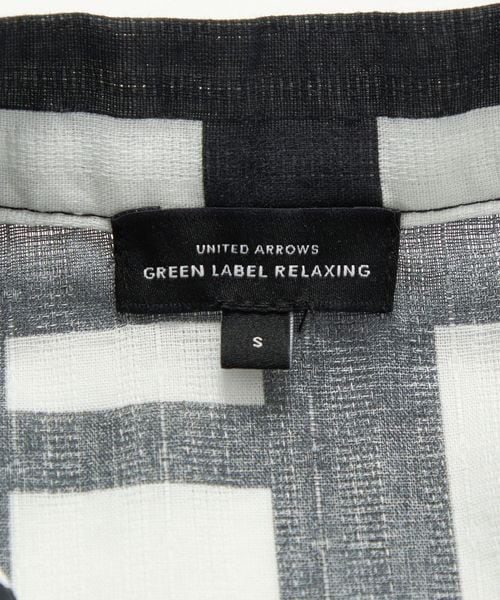 UNITED ARROWS
GREEN LABEL RELAXING
S